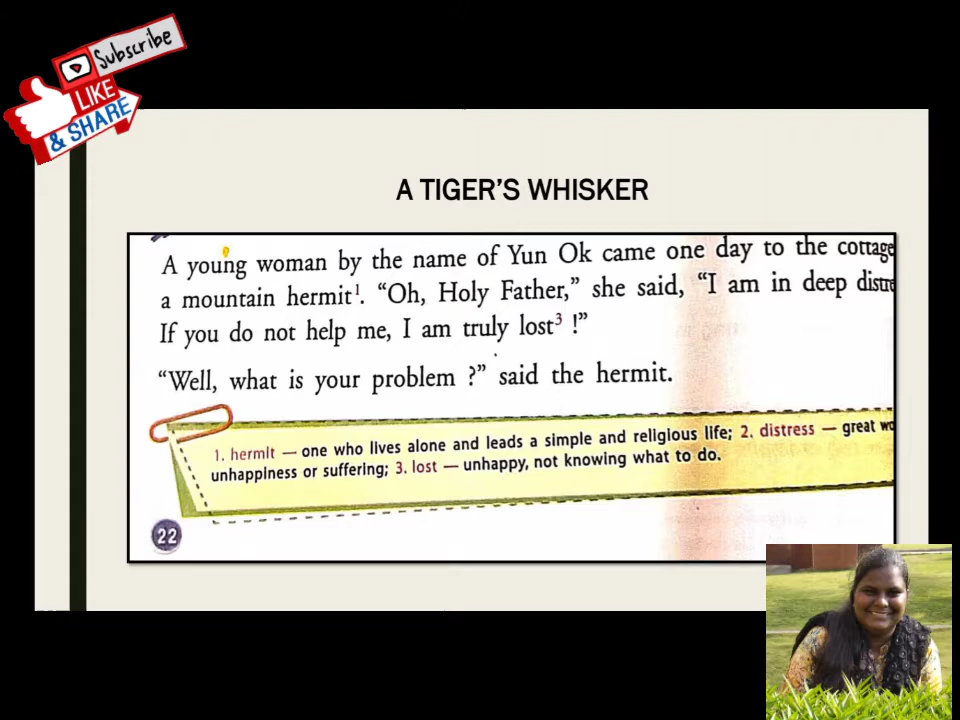 Subscribe
LIKE
& SHARE
A TIGER'S WHISKER
A young woman by the name of Yun Ok came one day to the cottage
a mountain hermit¹. “Oh, Holy Father,” she said, “I am in deep distre
If you do not help me, I am truly lost³ !”
“Well, what is your problem ?” said the hermit.
1. hermit — one who lives alone and leads a simple and religious life; 2. distress — great wo
unhappiness or suffering; 3. lost — unhappy, not knowing what to do.
22